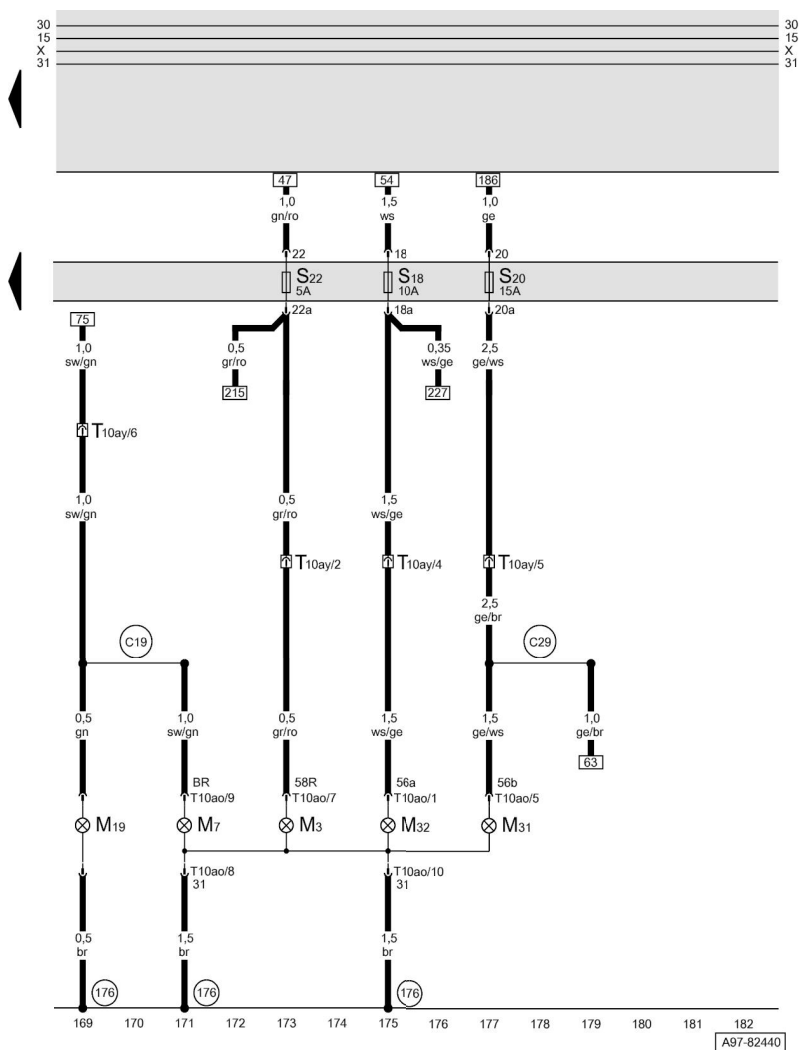 30 30
15 15
X X
31 31
47 54 186
1,0 1,5 1,0
gn/ro ws ge
22 18 20
S22 S18 S20
5A 10A 15A
75 22a 18a 20a
1,0 0,5 0,35 2,5
sw/gn gr/ro ws/ge ge/ws
215 227
T10ay/6
1,0 0,5 1,5
sw/gn gr/ro ws/ge
T10ay/2 T10ay/4 T10ay/5
2,5
ge/br
C19 C29
0,5 1,0 0,5 1,5 1,5 1,0
gn sw/gn gr/ro ws/ge ge/ws ge/br
63
BR 58R 56a 56b
T10ao/9 T10ao/7 T10ao/1 T10ao/5
M19 M7 M3 M32 M31
T10ao/8 T10ao/10
31 31
0,5 1,5 1,5
br br br
176 176 176
169 170 171 172 173 174 175 176 177 178 179 180 181 182
A97-82440